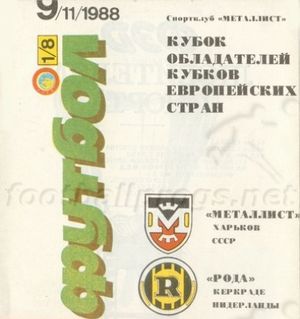 9/11/1988
Спортклуб «МЕТАЛЛИСТ»
1/8
футбол
КУБОК
ОБЛАДАТЕЛЕЙ
КУБКОВ
ЕВРОПЕЙСКИХ
СТРАН
footballprogs.net
М
«МЕТАЛЛИСТ»
ХАРЬКОВ
СССР
R
«РОДА»
КЕРКРАДЕ
НИДЕРЛАНДЫ